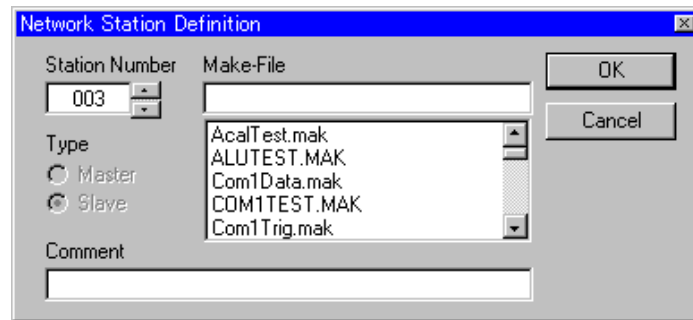 Network Station Definition
Station Number
003
Make-File
OK
Cancel
Type
Master
Slave
AcalTest.mak
ALUTEST.MAK
Com1Data.mak
COM1TEST.MAK
Com1Trig.mak
Comment